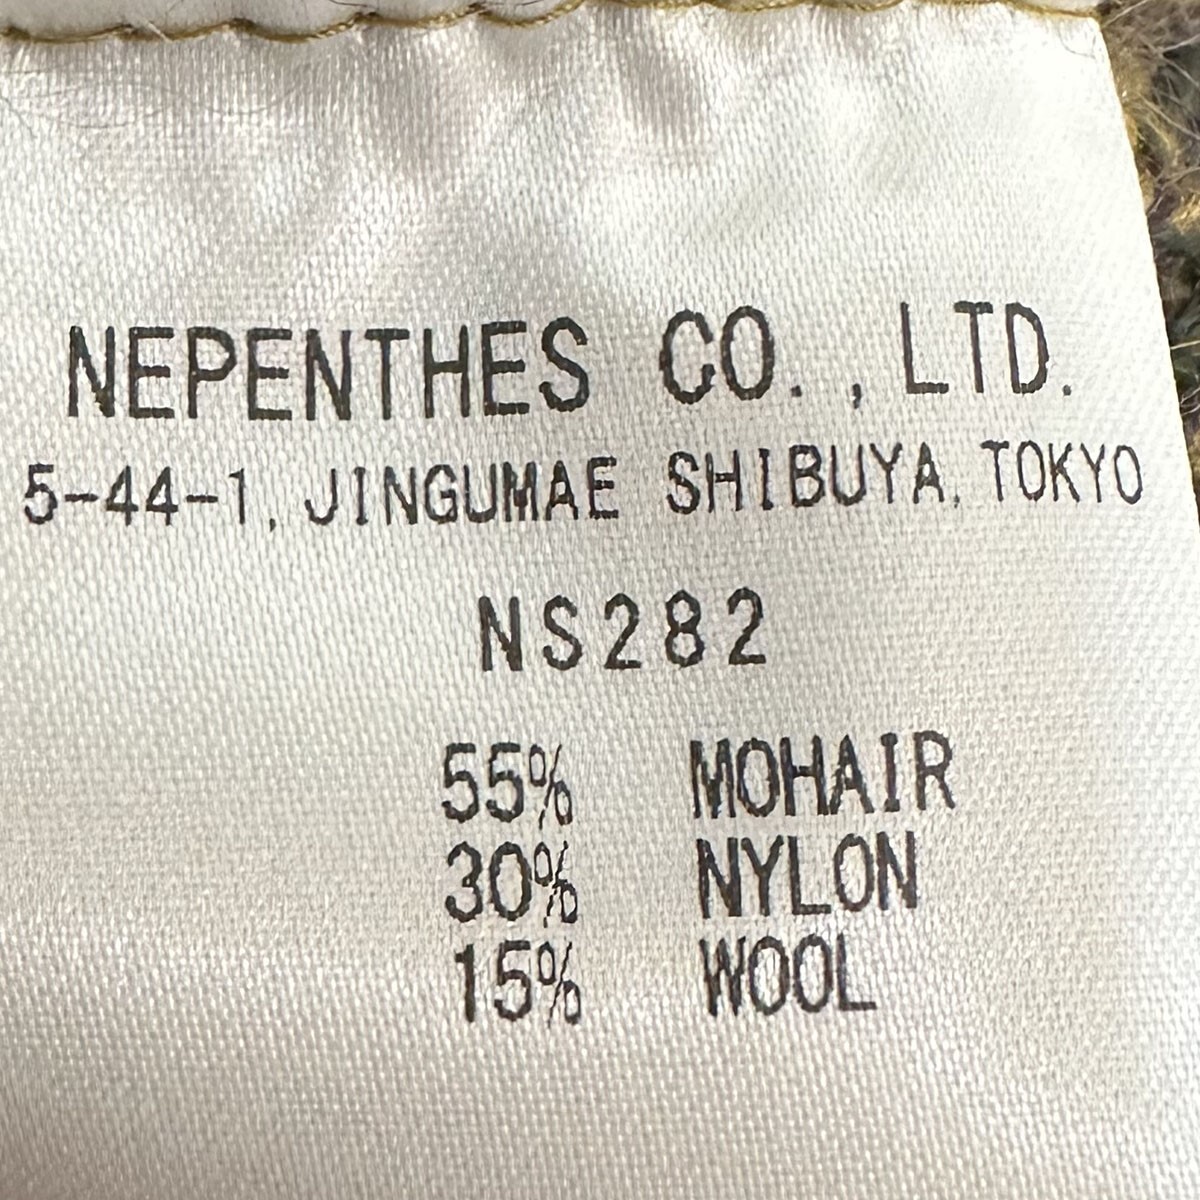 NEPENTHES CO.,LTD.
5-44-1, JINGUMAE SHIBUYA, TOKYO
NS282
55% MOHAIR
30% NYLON
15% WOOL